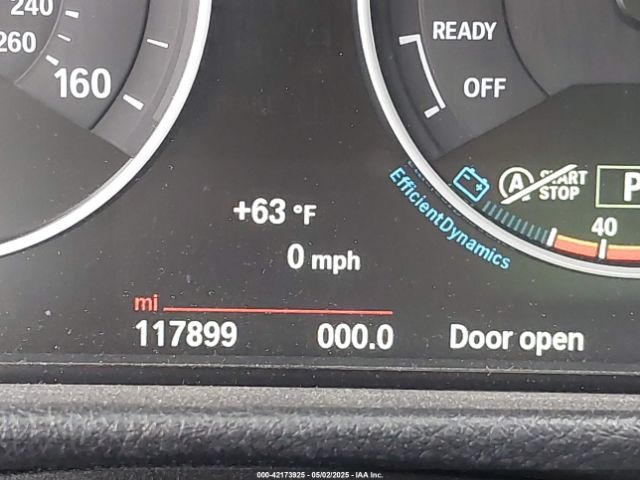 240
260
160
READY
OFF
+63 °F
0 mph
EfficientDynamics
A START
STOP
P
40
mi
117899 000.0 Door open
000-42173925 - 05/02/2025 - IAA Inc.